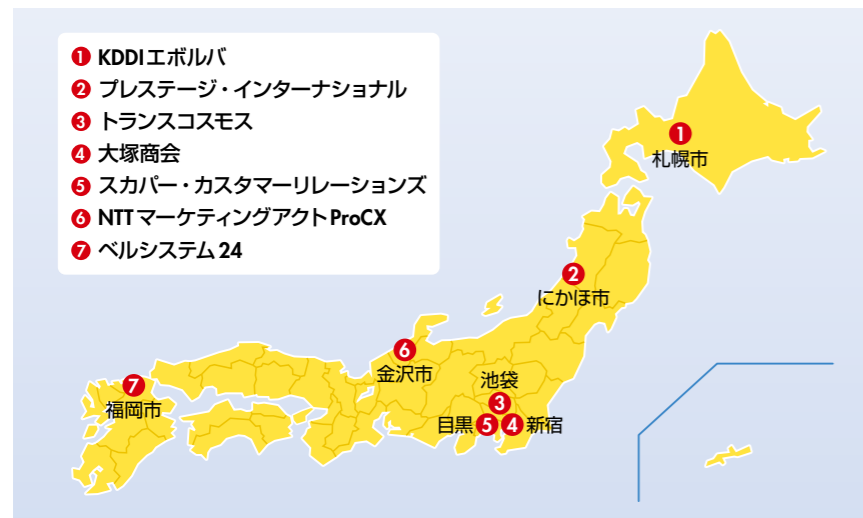 1 KDDIエボルバ
2 プレステージ・インターナショナル
3 トランスコスモス
4 大塚商会
5 スカパー・カスタマーリレーションズ
6 NTTマーケティングアクトProCX
7 ベルシステム24
1
札幌市
2
にかほ市
6
金沢市
池袋
3
7
福岡市
目黒 5 4 新宿